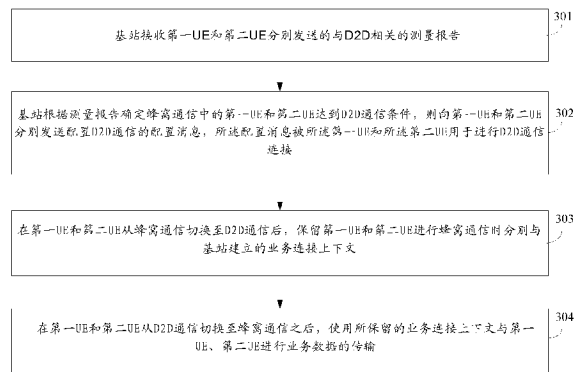 301
基站接收第一UE和第二UE分别发送的与D2D相关的测量报告
302
基站根据测量报告确定蜂窝通信中的第一UE和第二UE达到D2D通信条件，则向第一UE和第二UE
分别发送配置D2D通信的配置消息，所述配置消息被所述第一UE和所述第二UE用于进行D2D通信
连接
303
在第一UE和第二UE从蜂窝通信切换至D2D通信后，保留第一UE和第二UE进行蜂窝通信时分别与
基站建立的业务连接上下文
304
在第一UE和第二UE从D2D通信切换至蜂窝通信之后，使用所保留的业务连接上下文与第一
UE、第二UE进行业务数据的传输